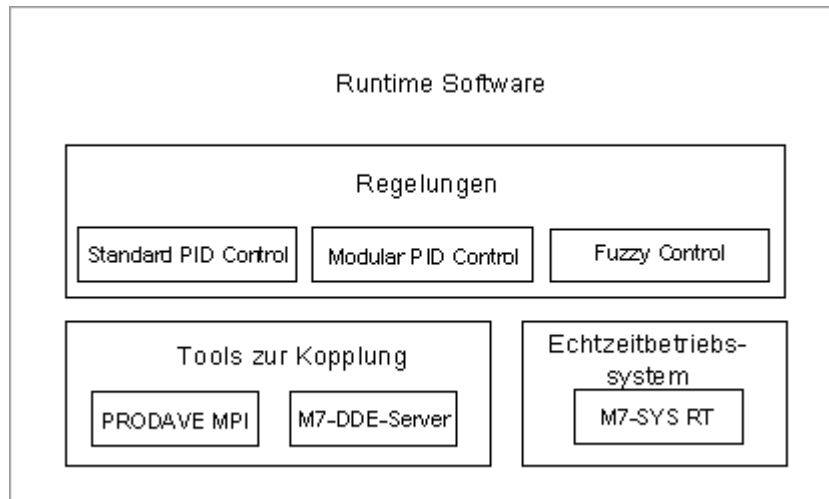 Runtime Software
Regelungen
Standard PID Control
Modular PID Control
Fuzzy Control
Tools zur Kopplung
PRODAVE MPI
M7-DDE-Server
Echtzeitbetriebs-
system
M7-SYS RT